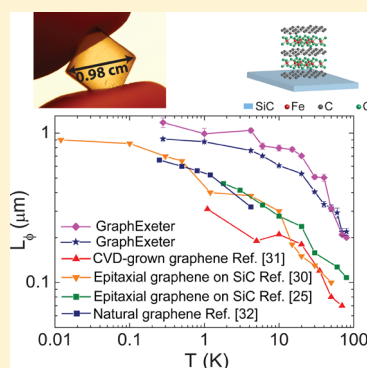 0.98 cm
SiC Fe C
1
0.1
Lφ (μm)
GraphExeter
GraphExeter
CVD-grown graphene Ref. [31]
Epitaxial graphene on SiC Ref. [30]
Epitaxial graphene on SiC Ref. [25]
Natural graphene Ref. [32]
0.01 0.1 1 10 100
T (K)